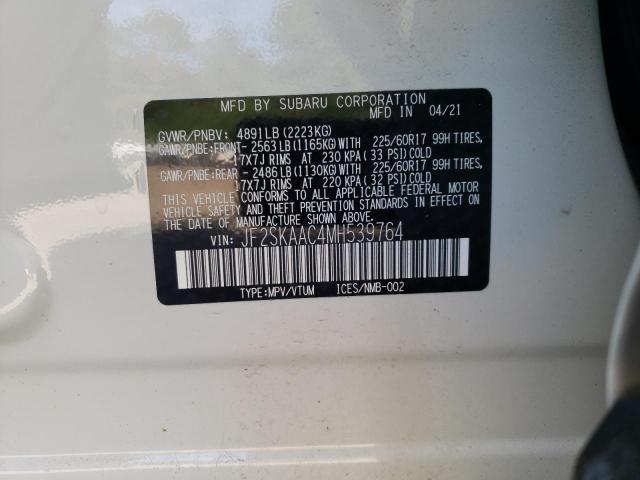 MFD BY SUBARU CORPORATION
MFD IN 04/21
GVWR/PNBV: 4891LB(2223KG)
GAWR/PNBE:FRONT- 2563LB(1165KG)WITH 225/60R17 99H TIRES
17X7J RIMS AT 230 KPA(33 PSI)COLD
GAWR/PNBE:REAR - 2486LB(1130KG)WITH 225/60R17 99H TIRES
17X7J RIMS AT 220 KPA(32 PSI)COLD
THIS VEHICLE CONFORMS TO ALL APPLICABLE FEDERAL MOTOR
VEHICLE SAFETY AND THEFT PREVENTION STANDARDS IN EFFECT ON
THE DATE OF MANUFACTURE SHOWN ABOVE.
VIN: JF2SKAAC4MH539764
TYPE:MPV/VTUM ICES/NMB-002